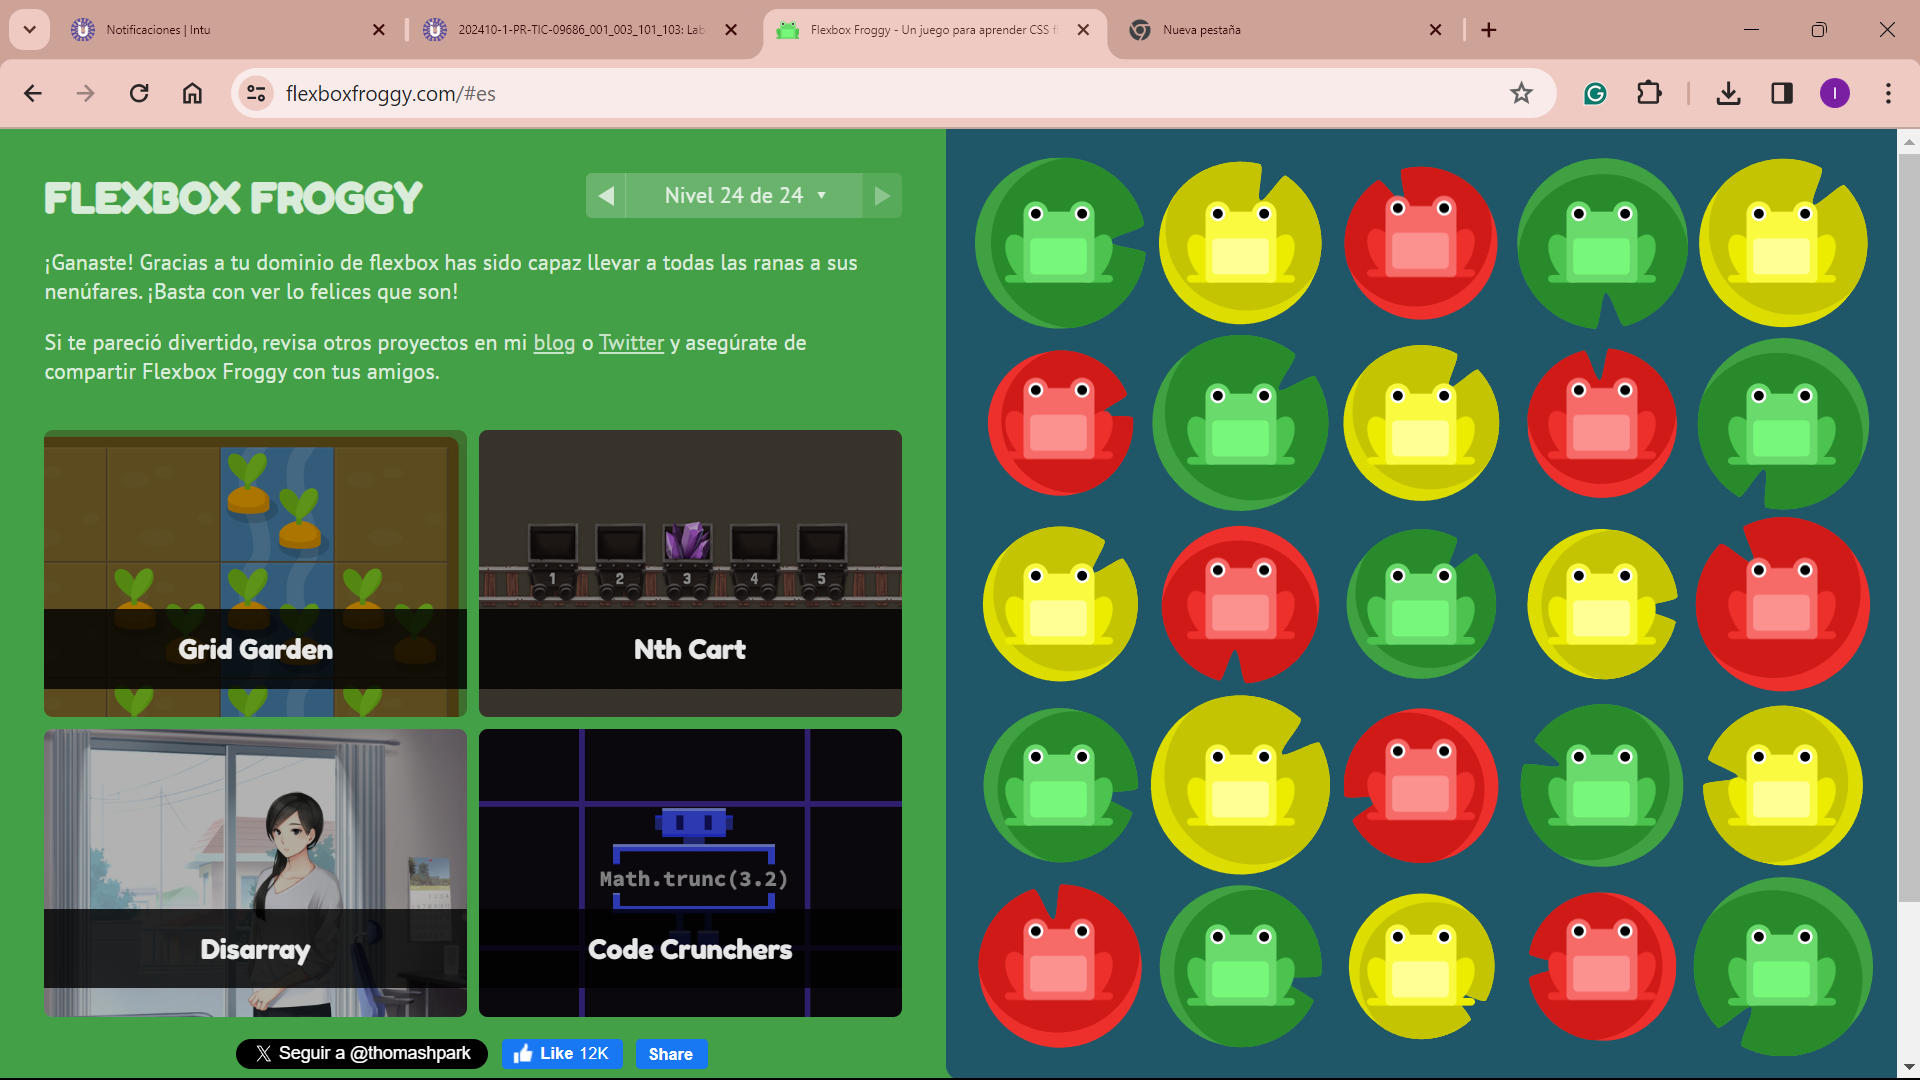 Notificaciones | Intu
202410-1-PR-TIC-09686_001_003_101_103: Lab
Flexbox Froggy - Un juego para aprender CSS fl
Nueva pestaña
flexboxfroggy.com/#es
I
FLEXBOX FROGGY
Nivel 24 de 24
¡Ganaste! Gracias a tu dominio de flexbox has sido capaz llevar a todas las ranas a sus
nenúfares. ¡Basta con ver lo felices que son!
Si te pareció divertido, revisa otros proyectos en mi blog o Twitter y asegúrate de
compartir Flexbox Froggy con tus amigos.
1 2 3 4 5
Grid Garden
Nth Cart
Math.trunc(3.2)
Disarray
Code Crunchers
Seguir a @thomashpark
Like 12K
Share